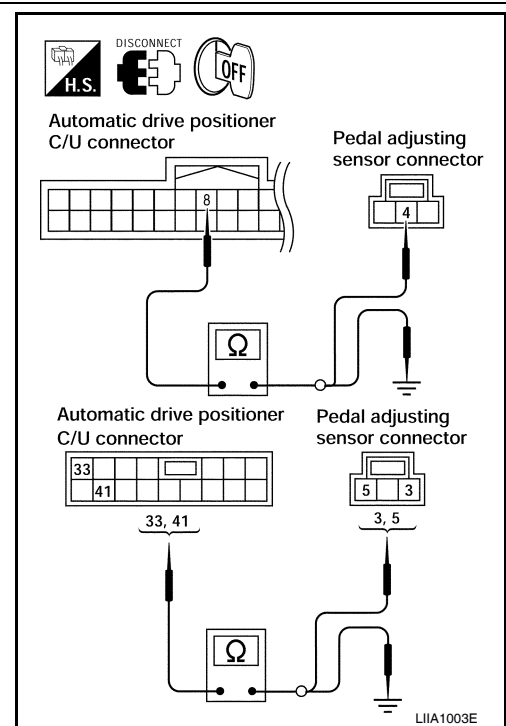 DISCONNECT
H.S.
OFF
Automatic drive positioner
C/U connector
Pedal adjusting
sensor connector
8
4
Ω
Automatic drive positioner
C/U connector
Pedal adjusting
sensor connector
33
41
5 3
33, 41
3, 5
Ω
LIIA1003E